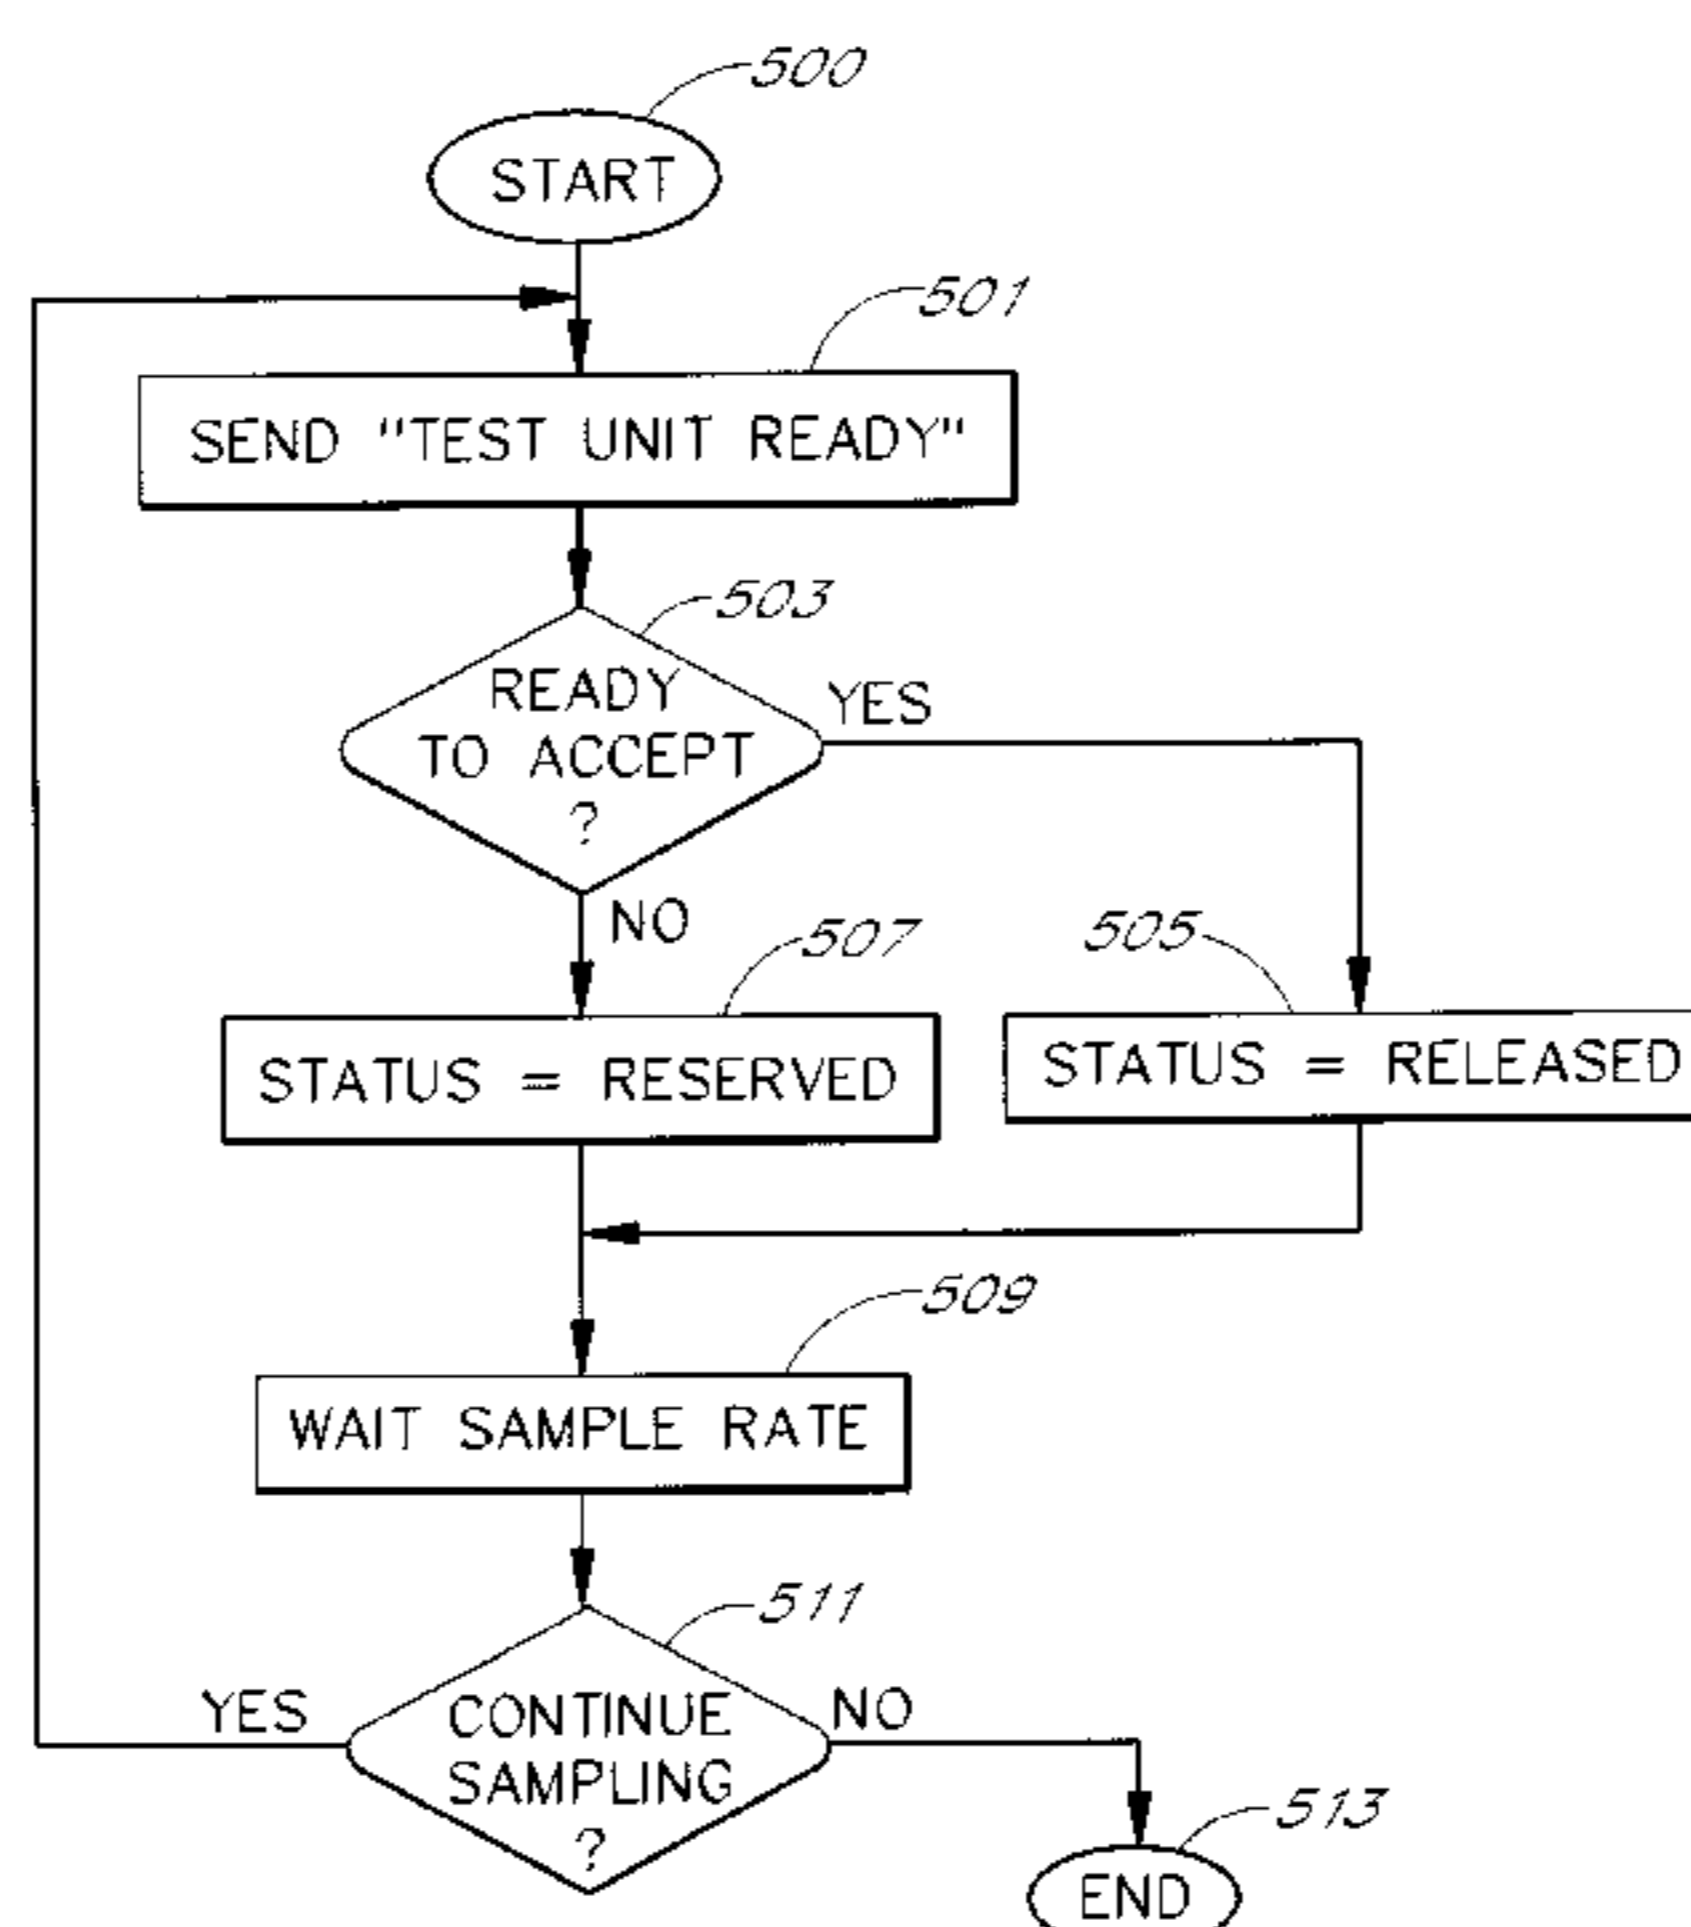 500
START
501
SEND "TEST UNIT READY"
503
READY
TO ACCEPT
?
YES
NO
507
505
STATUS = RESERVED
STATUS = RELEASED
509
WAIT SAMPLE RATE
511
YES
CONTINUE
SAMPLING
?
NO
513
END